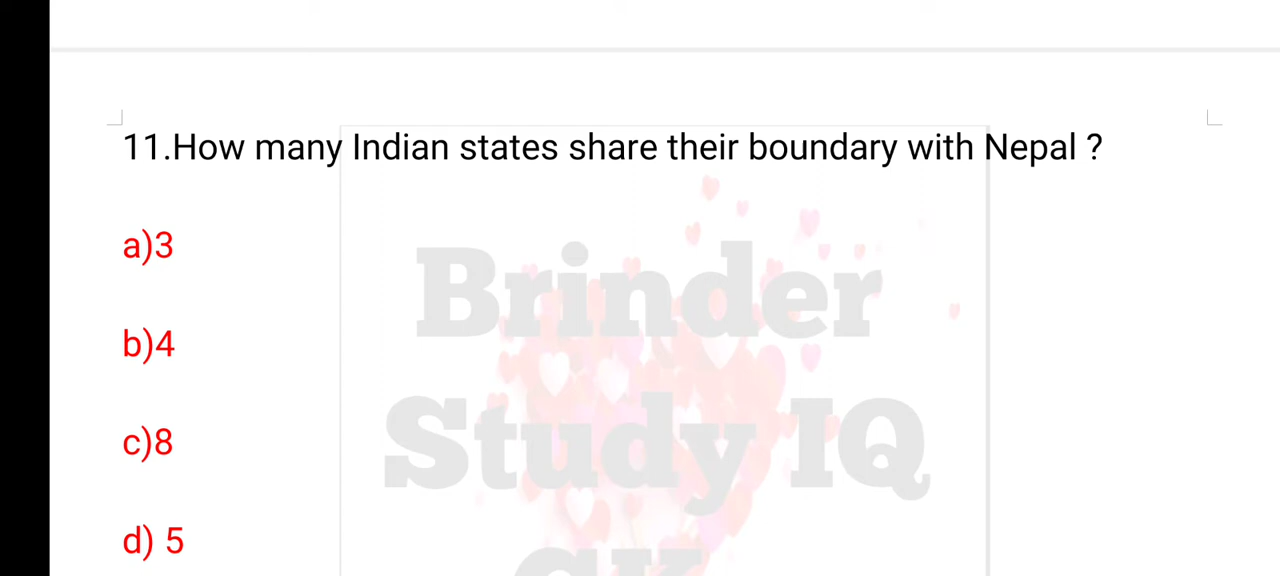 11.How many Indian states share their boundary with Nepal ?
a)3
Brinder
b)4
Study IQ
c)8
d) 5